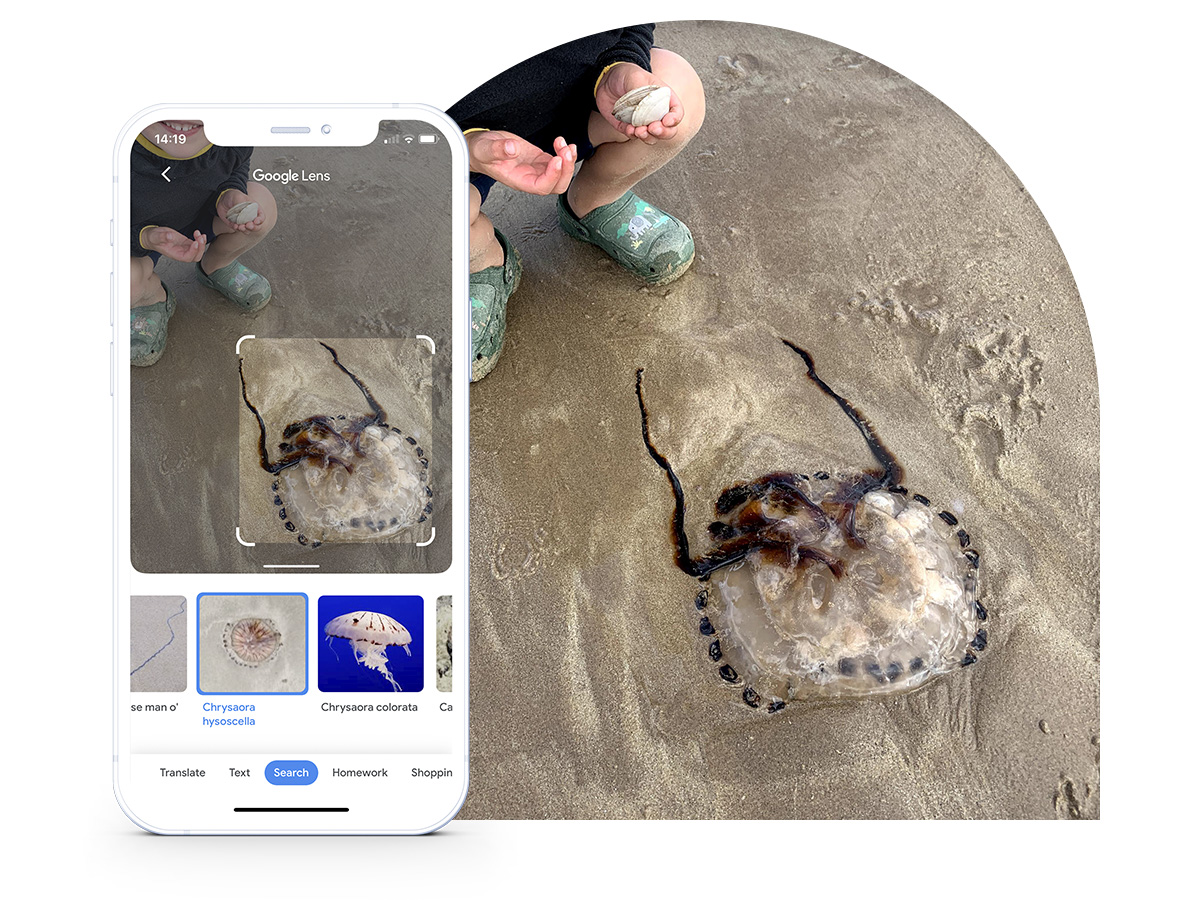 14:19
Google Lens
se man o'
Chrysaora
hysoscella
Chrysaora colorata
Ca
Translate
Text
Search
Homework
Shoppin